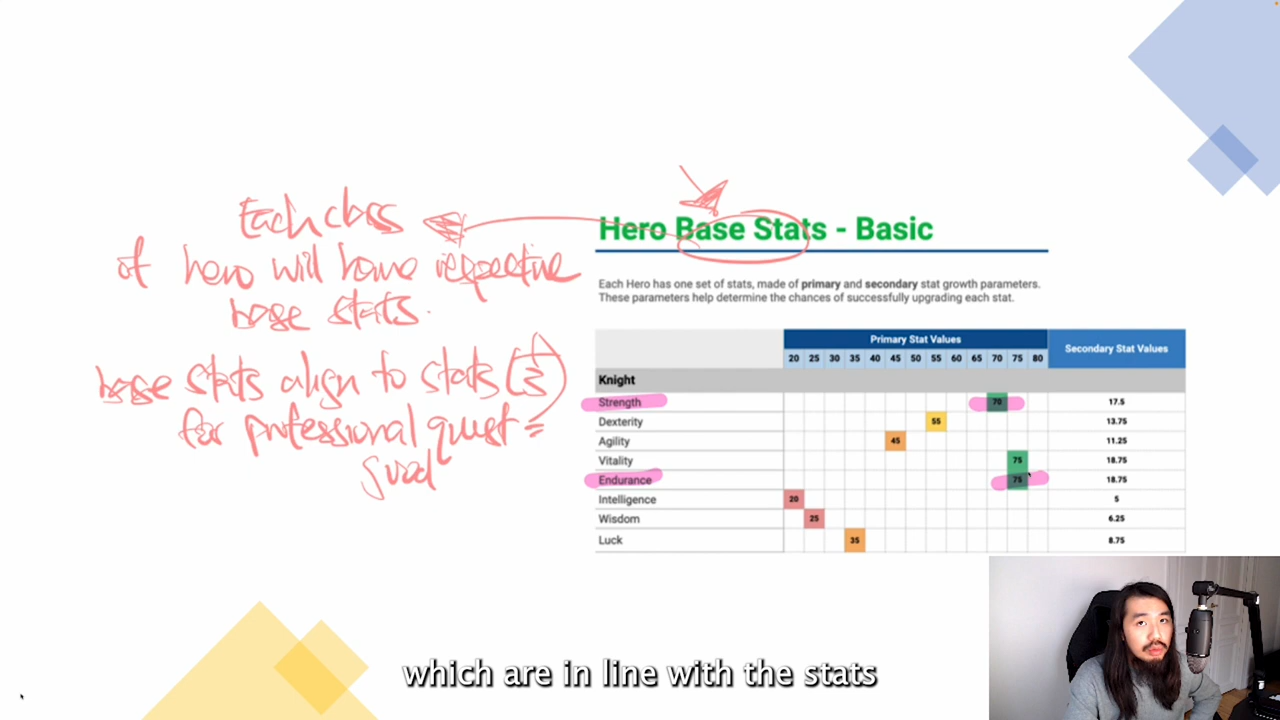 Each class
of hero will have respective
base stats.
base stats align to stats (
for professional quest =
good
Hero Base Stats - Basic
Each Hero has one set of stats, made of primary and secondary stat growth parameters.
These parameters help determine the chances of successfully upgrading each stat.
Primary Stat Values Secondary Stat Values
20 25 30 35 40 45 50 55 60 65 70 75 80
Knight
Strength 70 17.5
Dexterity 55 13.75
Agility 45 11.25
Vitality 75 18.75
Endurance 75 18.75
Intelligence 20 5
Wisdom 25 6.25
Luck 35 8.75
which are in line with the stats